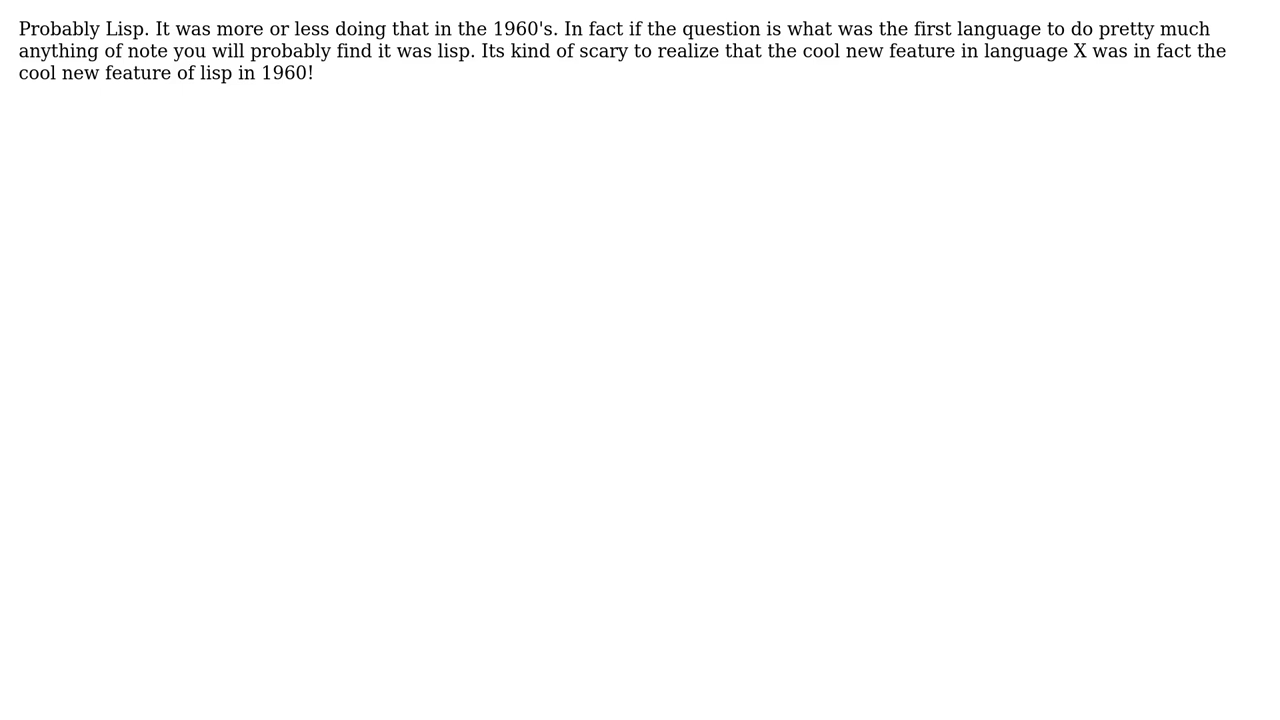 Probably Lisp. It was more or less doing that in the 1960's. In fact if the question is what was the first language to do pretty much
anything of note you will probably find it was lisp. Its kind of scary to realize that the cool new feature in language X was in fact the
cool new feature of lisp in 1960!